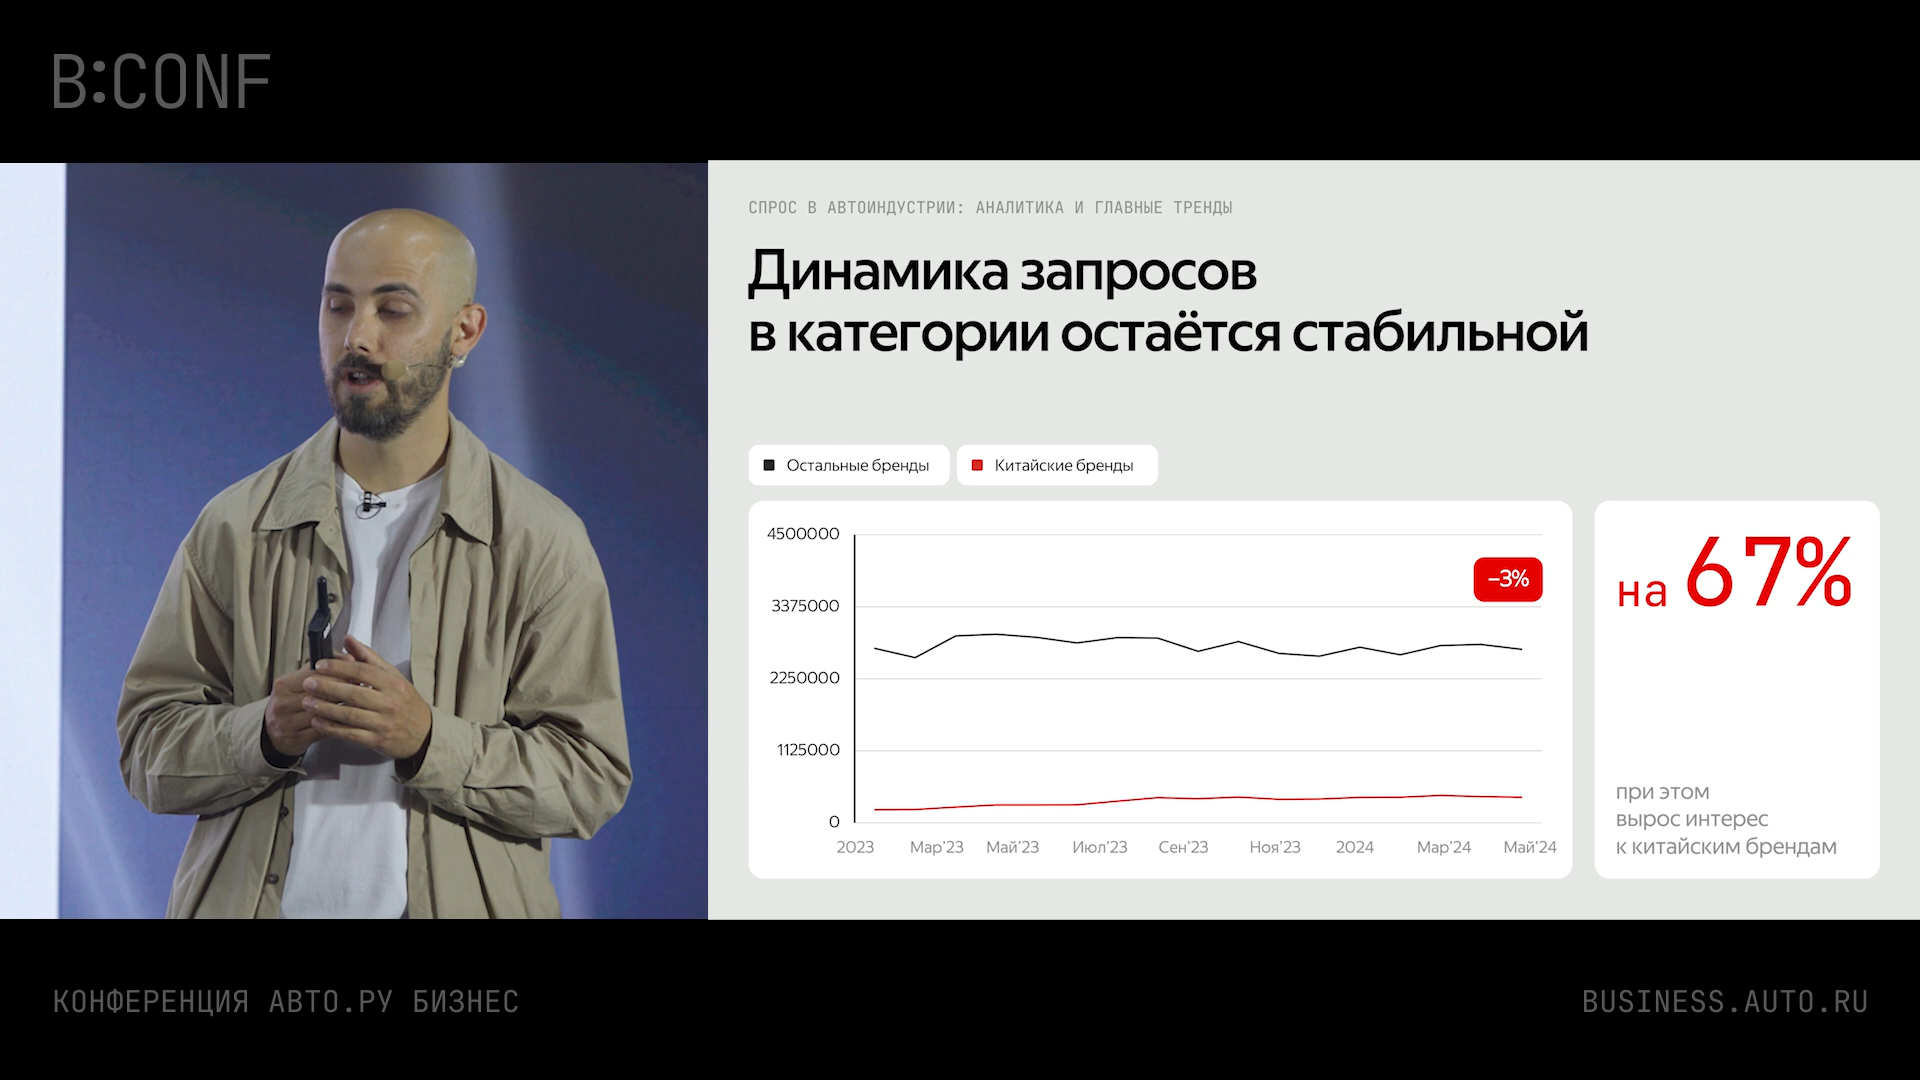 B:CONF
СПРОС В АВТОИНДУСТРИИ: АНАЛИТИКА И ГЛАВНЫЕ ТРЕНДЫ
Динамика запросов
в категории остаётся стабильной
Остальные бренды
Китайские бренды
4500000
3375000
2250000
1125000
0
–3%
2023 Мар'23 Май'23 Июл'23 Сен'23 Ноя'23 2024 Мар'24 Май'24
на 67%
при этом
вырос интерес
к китайским брендам
КОНФЕРЕНЦИЯ АВТО.РУ БИЗНЕС
BUSINESS.AUTO.RU